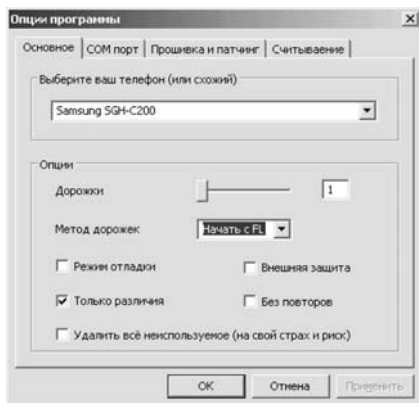 Опции программы
Основное COM порт Прошивка и патчинг Считываение
Выберите ваш телефон (или схожий)
Samsung SGH-C200
Опции
Дорожки 1
Метод дорожек Начать с FL
Режим отладки Внешняя защита
Только различия Без повторов
Удалить всё неиспользуемое (на свой страх и риск)
OK Отмена Применить